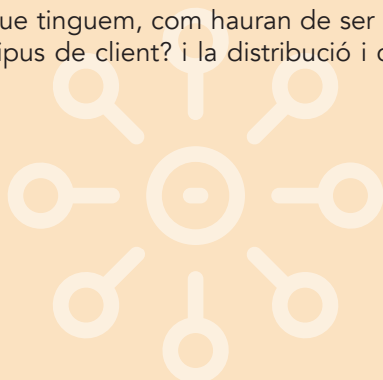 que tinguem, com hauran de ser
tipus de client? i la distribució i